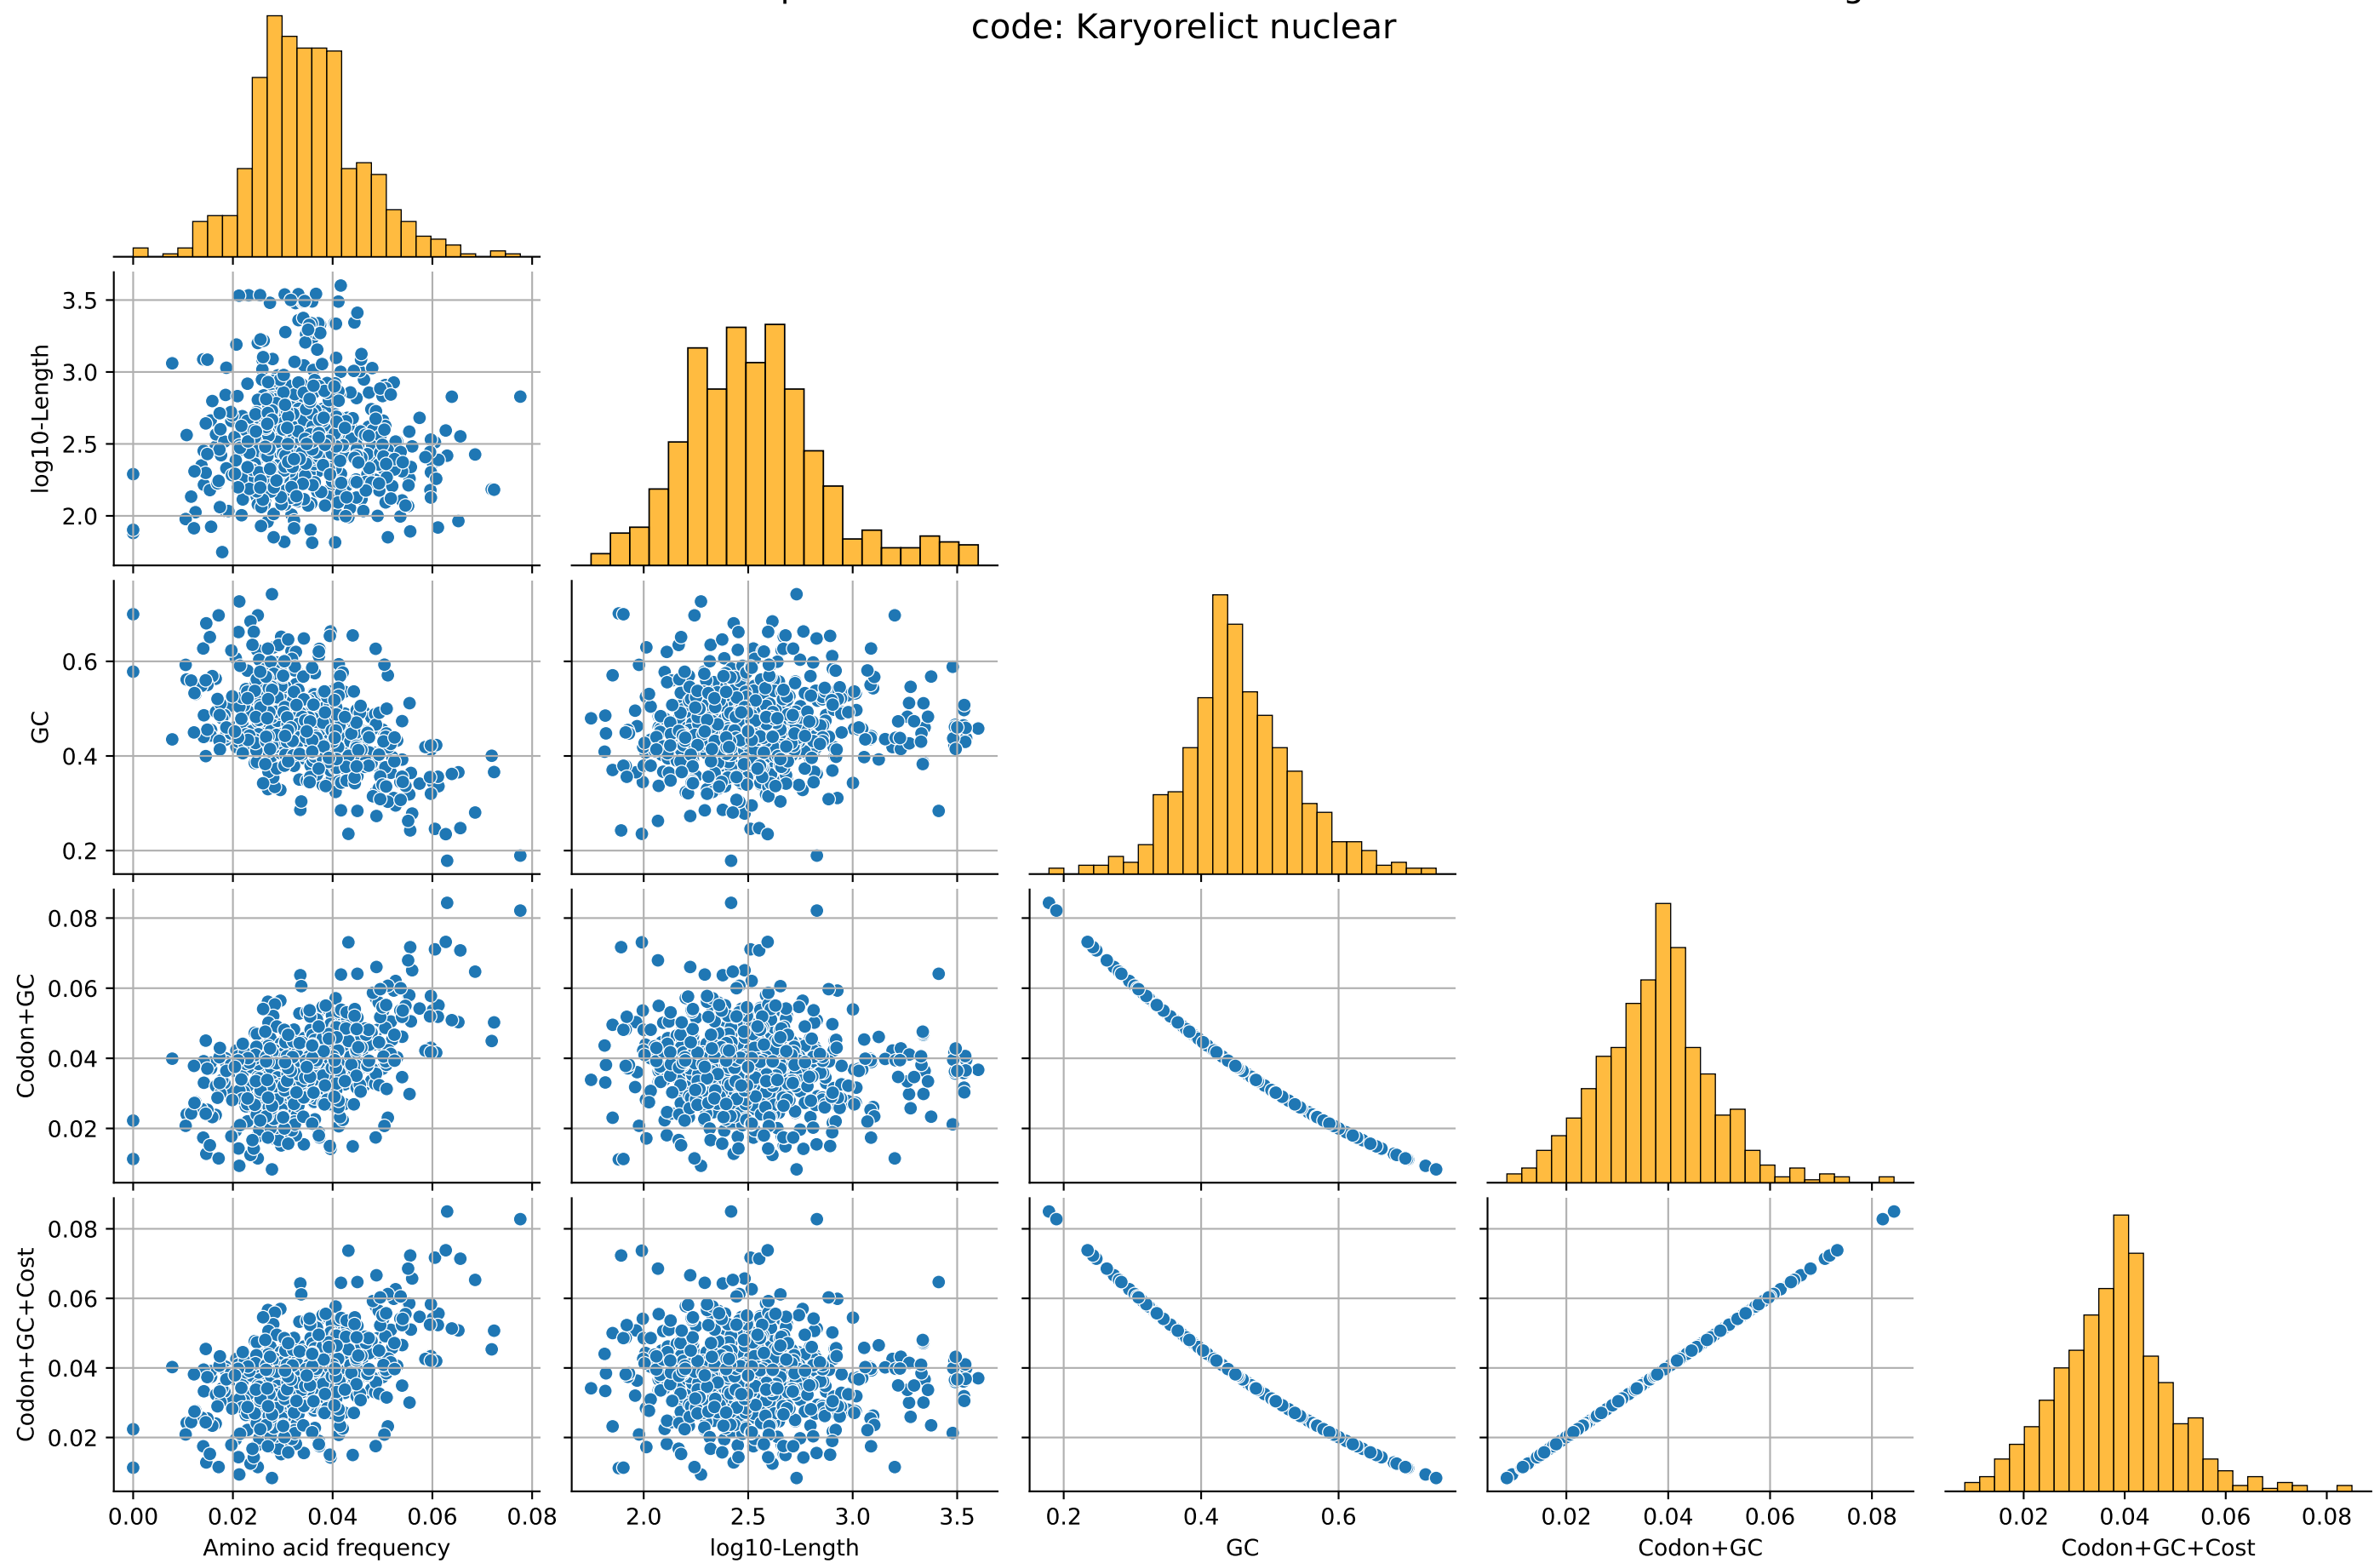 code: Karyorelict nuclear
3.5
3.0
2.5
2.0
log10-Length
0.6
0.4
0.2
GC
0.08
0.06
0.04
0.02
Codon+GC
0.08
0.06
0.04
0.02
Codon+GC+Cost
0.00 0.02 0.04 0.06 0.08
2.0 2.5 3.0 3.5
0.2 0.4 0.6
0.02 0.04 0.06 0.08
0.02 0.04 0.06 0.08
Amino acid frequency
log10-Length
GC
Codon+GC
Codon+GC+Cost